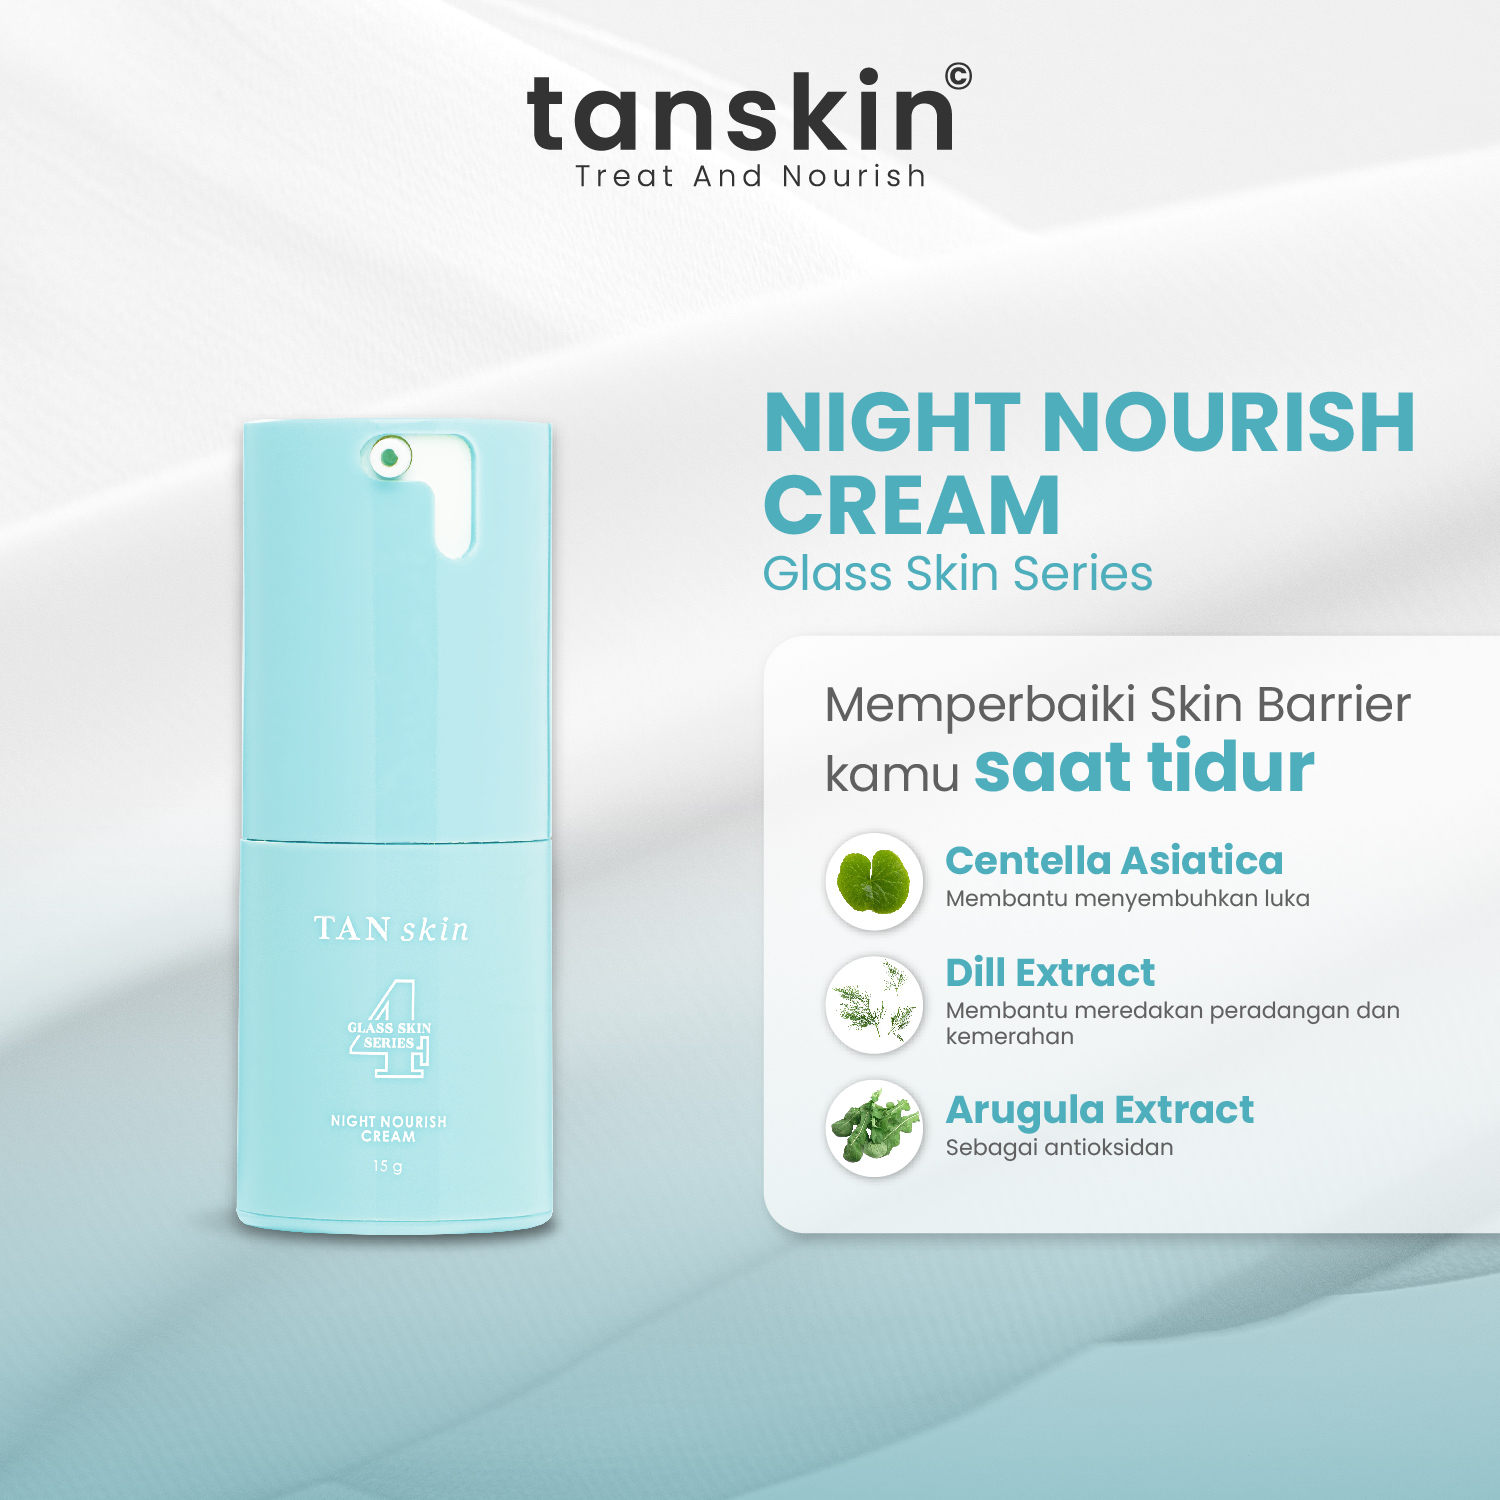 tanskin©
Treat And Nourish
NIGHT NOURISH
CREAM
Glass Skin Series
Memperbaiki Skin Barrier
kamu saat tidur
Centella Asiatica
Membantu menyembuhkan luka
Dill Extract
Membantu meredakan peradangan dan
kemerahan
Arugula Extract
Sebagai antioksidan
TAN skin
4
GLASS SKIN
SERIES
NIGHT NOURISH
CREAM
15 g